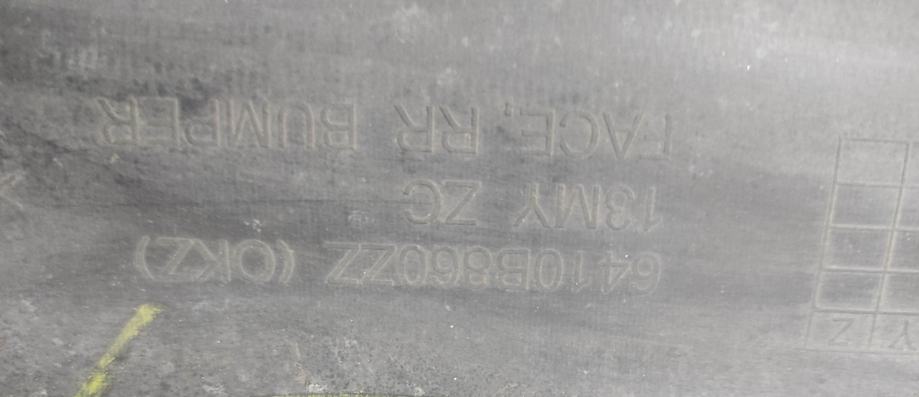 Y Z
6410B860ZZ (OKZ)
13MY ZC
FACE, RR BUMPER